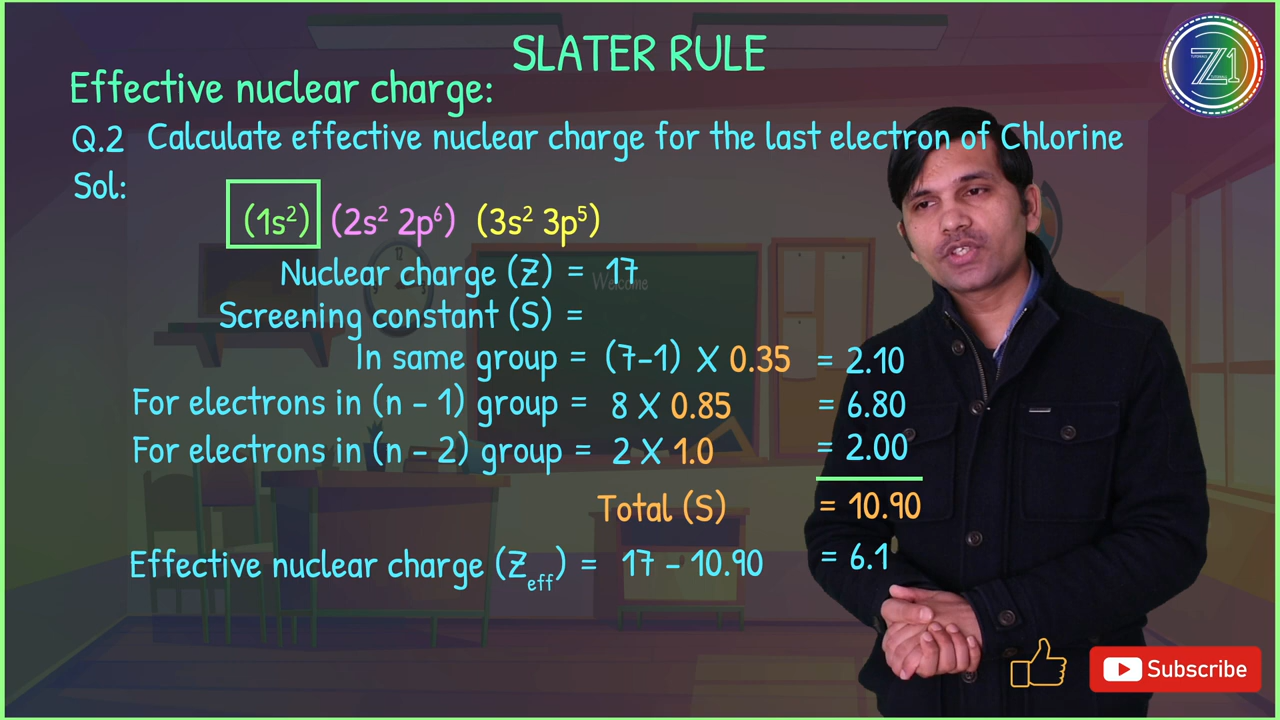 SLATER RULE
Effective nuclear charge:
Q.2 Calculate effective nuclear charge for the last electron of Chlorine
Sol:
(1s²) (2s² 2p⁶) (3s² 3p⁵)
Nuclear charge (Z) = 17
Welcome
Screening constant (S) =
In same group = (7-1) X 0.35 = 2.10
For electrons in (n - 1) group = 8 X 0.85 = 6.80
For electrons in (n - 2) group = 2 X 1.0 = 2.00
Total (S) = 10.90
Effective nuclear charge (Zeff) = 17 - 10.90 = 6.1
Subscribe